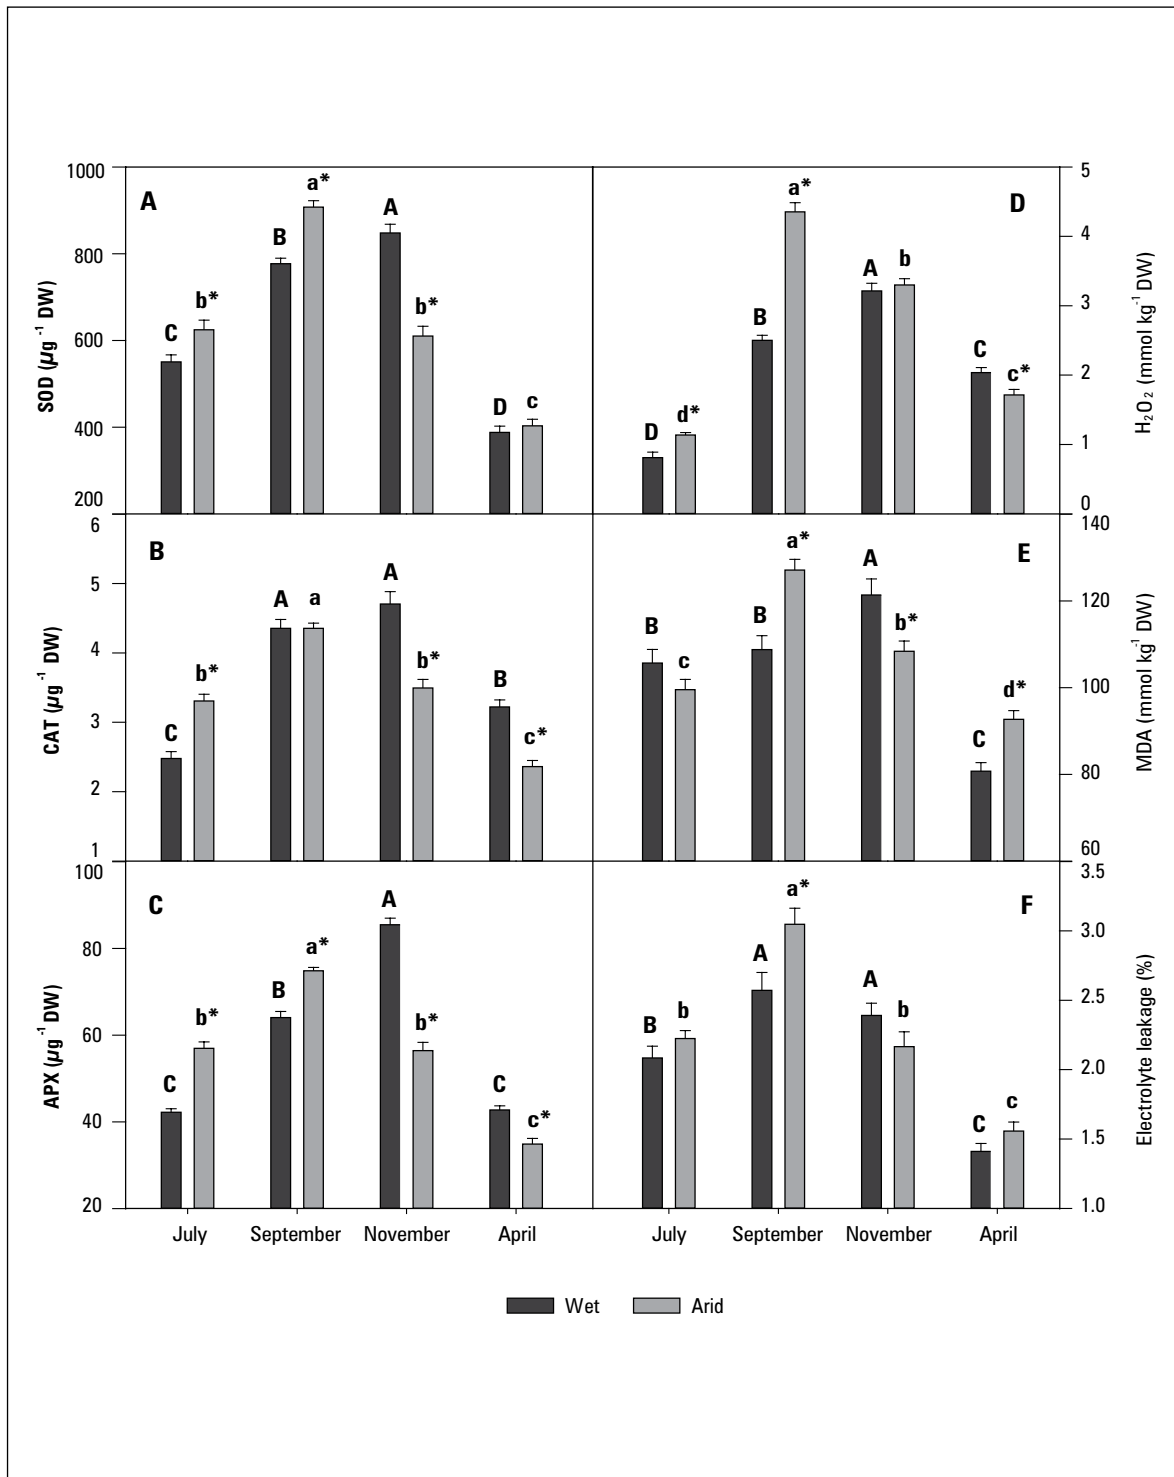 1000
800
600
400
200
SOD (µg ⁻¹ DW)
A
C
b*
B
a*
A
b*
D
c
5
4
3
2
1
0
H₂O₂ (mmol kg⁻¹ DW)
D
D
d*
B
a*
A
b
C
c*
6
5
4
3
2
1
CAT (µg ⁻¹ DW)
B
C
b*
A
a
A
b*
B
c*
140
120
100
80
60
MDA (mmol kg⁻¹ DW)
E
B
c
B
a*
A
b*
C
d*
100
80
60
40
20
APX (µg ⁻¹ DW)
C
C
b*
B
a*
A
b*
C
c*
3.5
3.0
2.5
2.0
1.5
1.0
Electrolyte leakage (%)
F
B
b
A
a*
A
b
C
c
July September November April
July September November April
Wet Arid